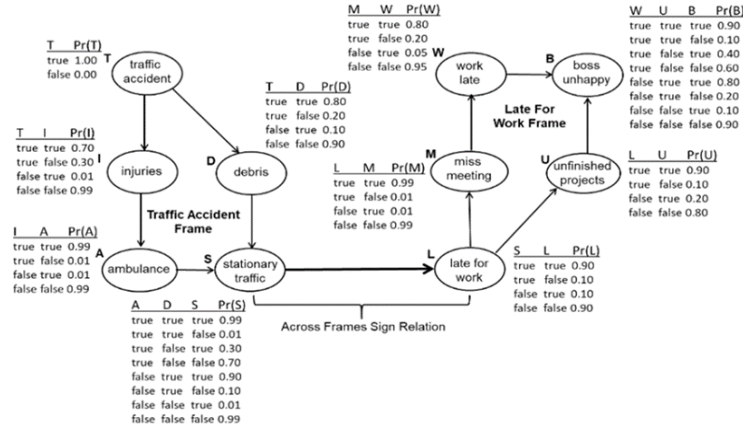 T Pr(T)
true 1.00
false 0.00
T
traffic
accident
T D Pr(D)
true true 0.80
true false 0.20
false true 0.10
false false 0.90
T I Pr(I)
true true 0.70
true false 0.30
false true 0.01
false false 0.99
I
injuries
D
debris
Traffic Accident
Frame
I A Pr(A)
true true 0.99
true false 0.01
false true 0.01
false false 0.99
A
ambulance
S
stationary
traffic
A D S Pr(S)
true true true 0.99
true true false 0.01
true false true 0.30
true false false 0.70
false true true 0.90
false true false 0.10
false false true 0.01
false false false 0.99
Across Frames Sign Relation
M W Pr(W)
true true 0.80
true false 0.20
false true 0.05
false false 0.95
W
work
late
B
boss
unhappy
W U B Pr(B)
true true true 0.90
true true false 0.10
true false true 0.40
true false false 0.60
false true true 0.80
false true false 0.20
false false true 0.10
false false false 0.90
Late For
Work Frame
L M Pr(M)
true true 0.99
true false 0.01
false true 0.01
false false 0.99
M
miss
meeting
U
unfinished
projects
L U Pr(U)
true true 0.90
true false 0.10
false true 0.20
false false 0.80
L
late for
work
S L Pr(L)
true true 0.90
true false 0.10
false true 0.10
false false 0.90